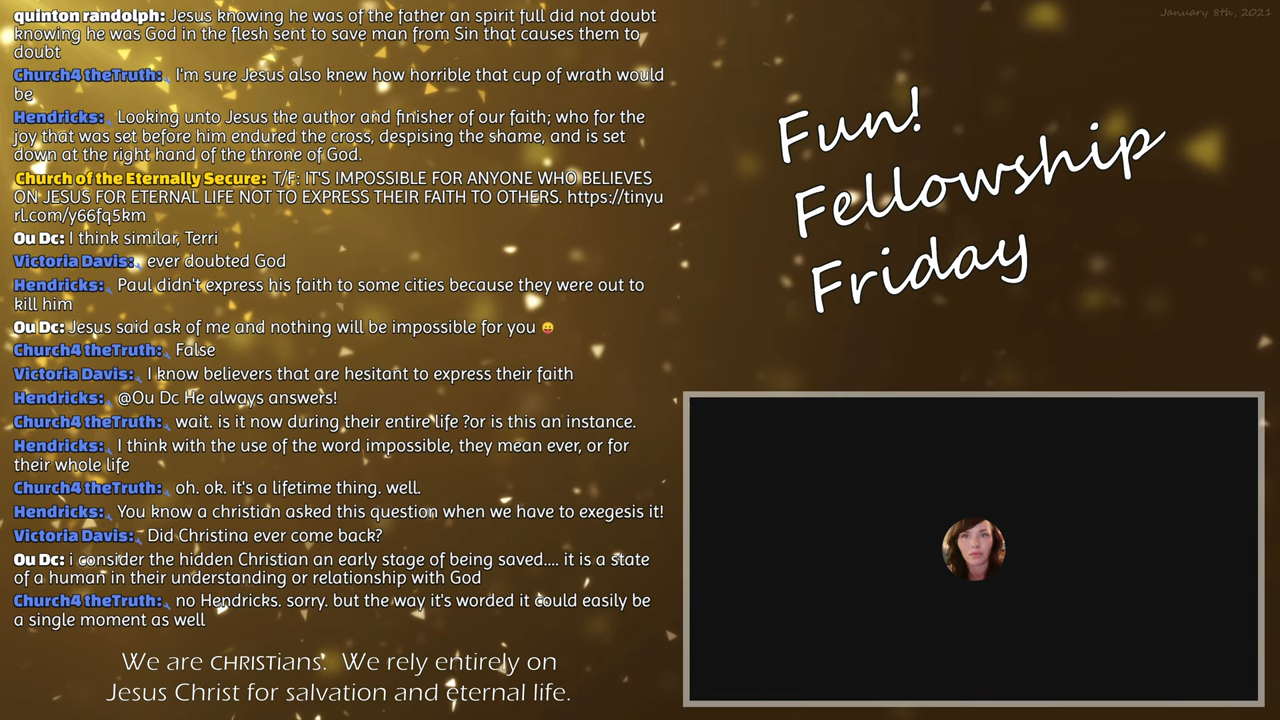 quinton randolph: Jesus knowing he was of the father an spirit full did not doubt
knowing he was God in the flesh sent to save man from Sin that causes them to
doubt
Church4 theTruth: I'm sure Jesus also knew how horrible that cup of wrath would
be
Hendricks: Looking unto Jesus the author and finisher of our faith; who for the
joy that was set before him endured the cross, despising the shame, and is set
down at the right hand of the throne of God.
Church of the Eternally Secure: T/F: IT'S IMPOSSIBLE FOR ANYONE WHO BELIEVES
ON JESUS FOR ETERNAL LIFE NOT TO EXPRESS THEIR FAITH TO OTHERS. https://tinyu
rl.com/y66fq5km
Ou Dc: I think similar, Terri
Victoria Davis: ever doubted God
Hendricks: Paul didn't express his faith to some cities because they were out to
kill him
Ou Dc: Jesus said ask of me and nothing will be impossible for you 😛
Church4 theTruth: False
Victoria Davis: I know believers that are hesitant to express their faith
Hendricks: @Ou Dc He always answers!
Church4 theTruth: wait. is it now during their entire life ?or is this an instance.
Hendricks: I think with the use of the word impossible, they mean ever, or for
their whole life
Church4 theTruth: oh. ok. it's a lifetime thing. well.
Hendricks: You know a christian asked this question when we have to exegesis it!
Victoria Davis: Did Christina ever come back?
Ou Dc: i consider the hidden Christian an early stage of being saved.... it is a state
of a human in their understanding or relationship with God
Church4 theTruth: no Hendricks. sorry. but the way it's worded it could easily be
a single moment as well
We are CHRISTians. We rely entirely on
Jesus Christ for salvation and eternal life.
January 8th, 2021
Fun!
Fellowship
Friday